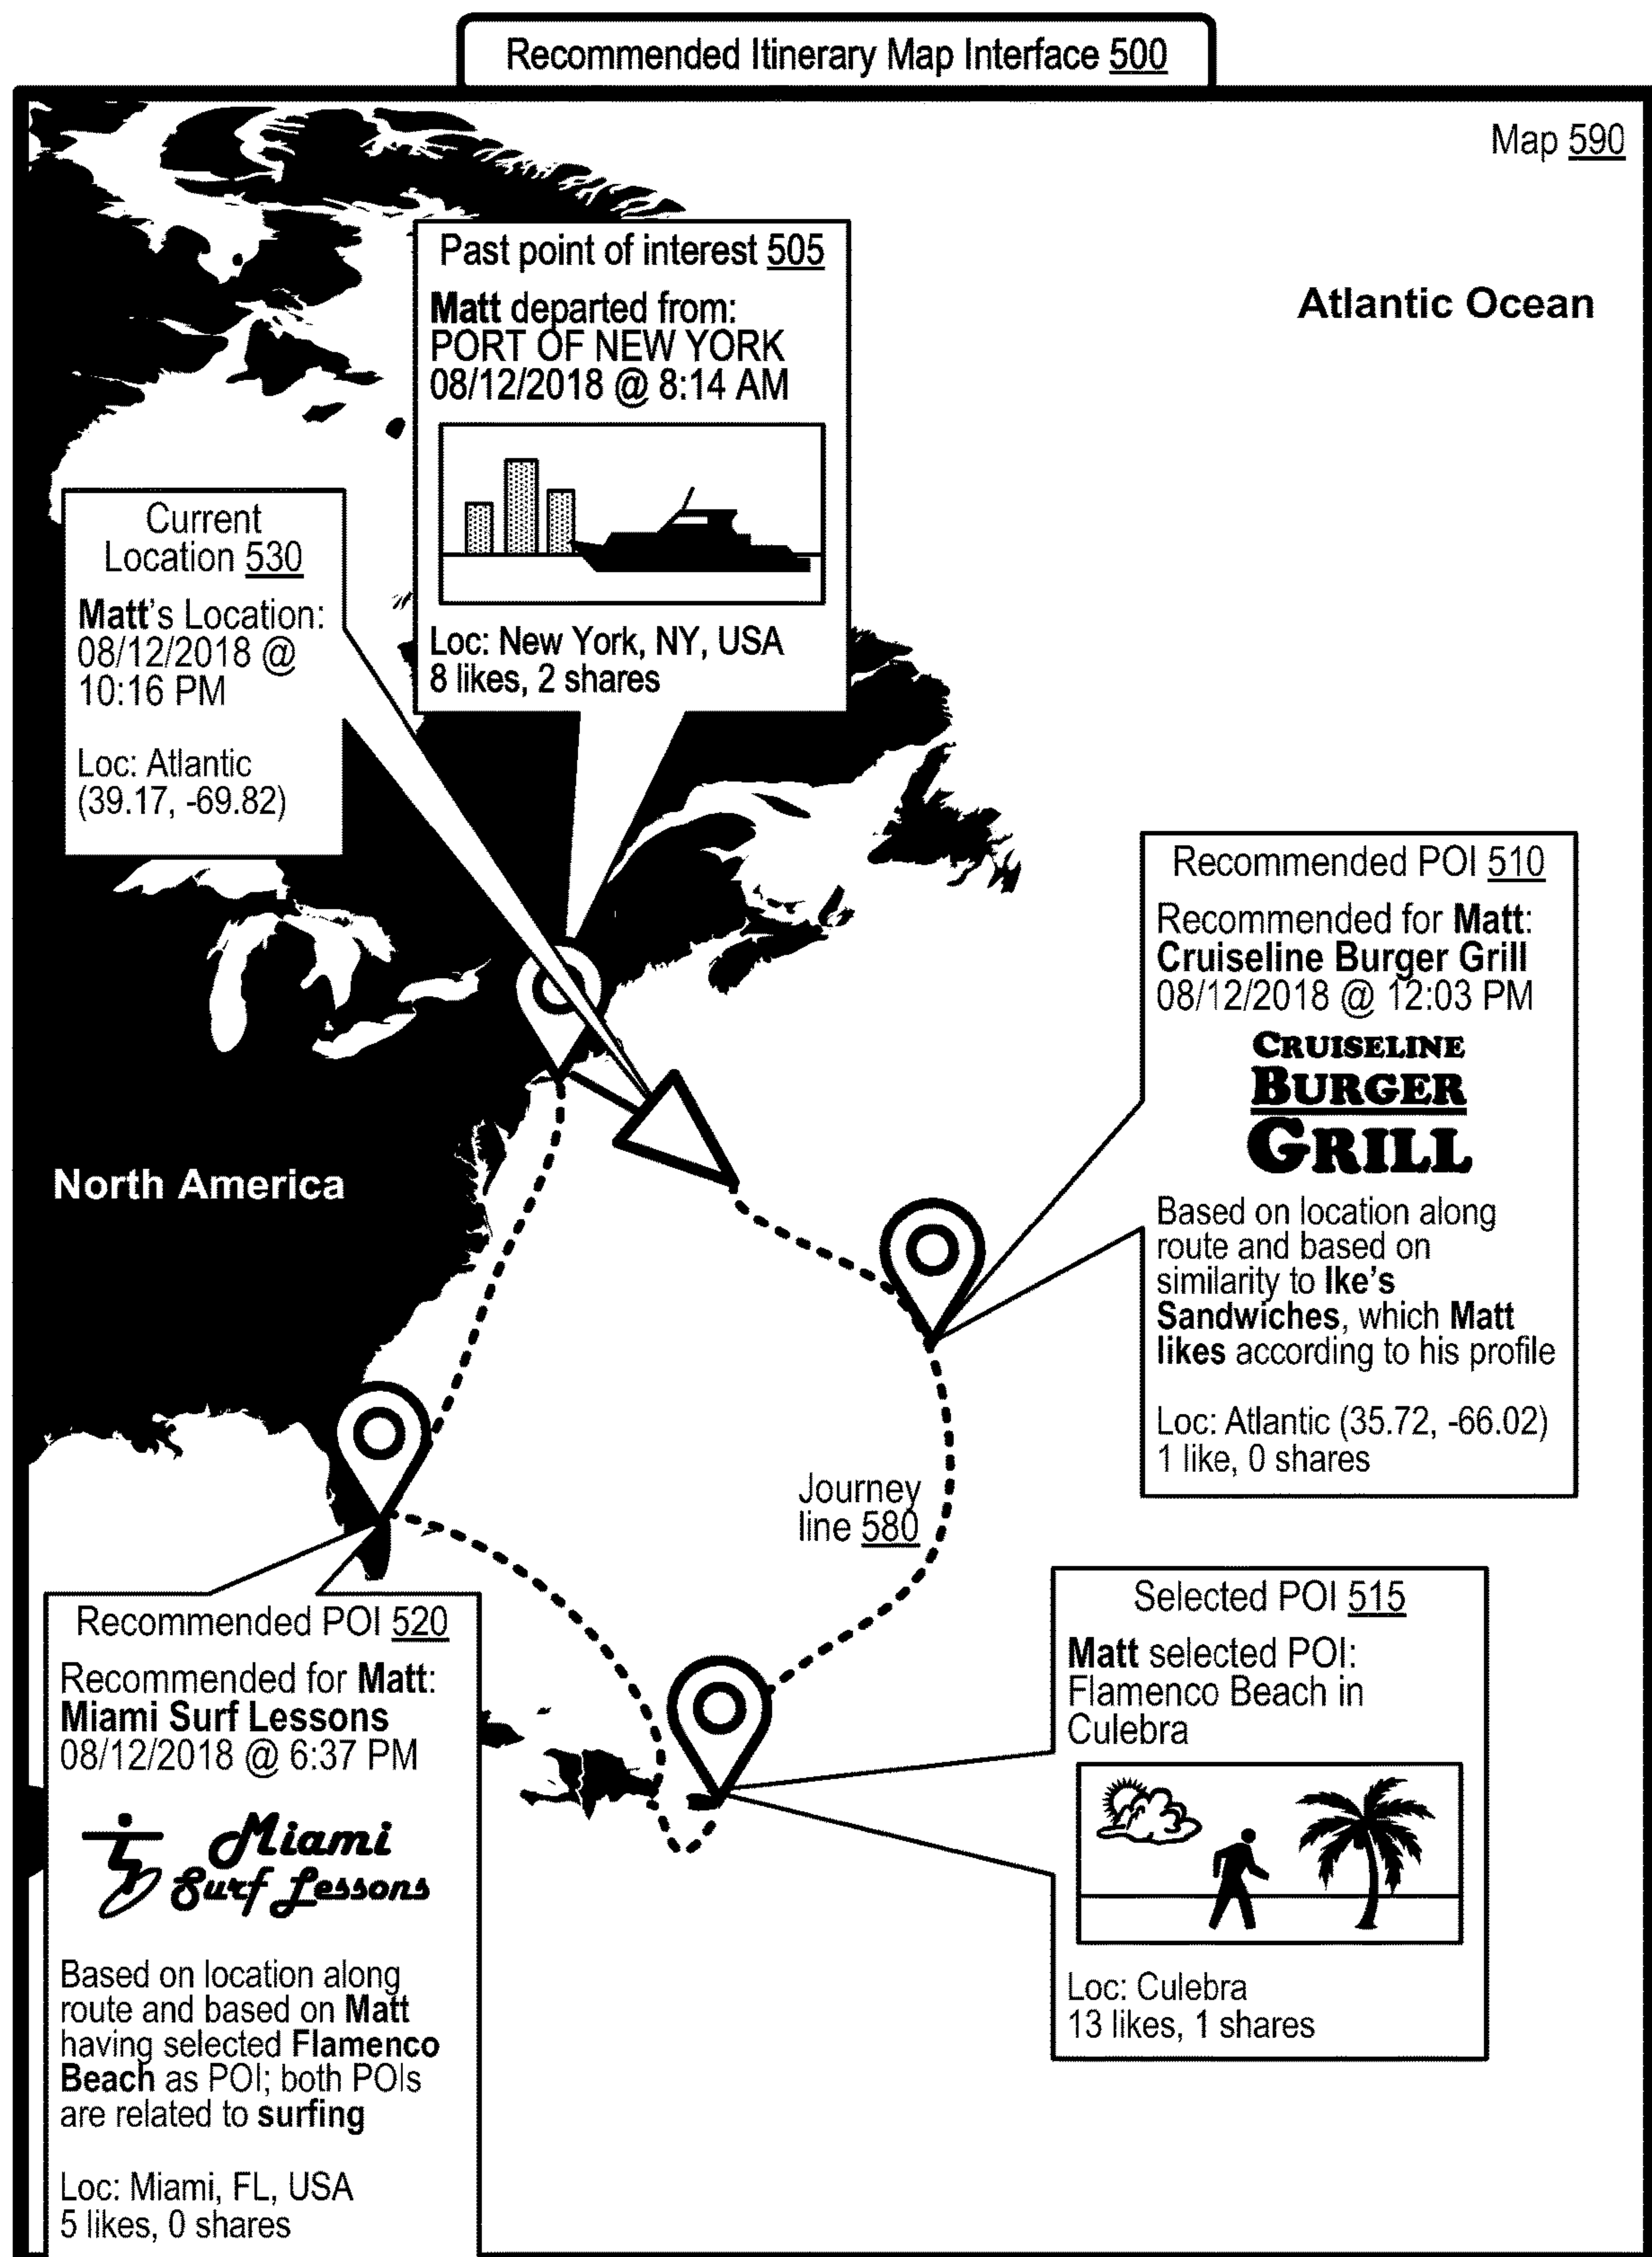 Recommended Itinerary Map Interface 500
Map 590
Atlantic Ocean
Past point of interest 505
Matt departed from:
PORT OF NEW YORK
08/12/2018 @ 8:14 AM
Loc: New York, NY, USA
8 likes, 2 shares
Current
Location 530
Matt's Location:
08/12/2018 @
10:16 PM
Loc: Atlantic
(39.17, -69.82)
Recommended POI 510
Recommended for Matt:
Cruiseline Burger Grill
08/12/2018 @ 12:03 PM
CRUISELINE
BURGER
GRILL
Based on location along
route and based on
similarity to Ike's
Sandwiches, which Matt
likes according to his profile
Loc: Atlantic (35.72, -66.02)
1 like, 0 shares
North America
Journey
line 580
Selected POI 515
Matt selected POI:
Flamenco Beach in
Culebra
Loc: Culebra
13 likes, 1 shares
Recommended POI 520
Recommended for Matt:
Miami Surf Lessons
08/12/2018 @ 6:37 PM
Miami
Surf Lessons
Based on location along
route and based on Matt
having selected Flamenco
Beach as POI; both POIs
are related to surfing
Loc: Miami, FL, USA
5 likes, 0 shares